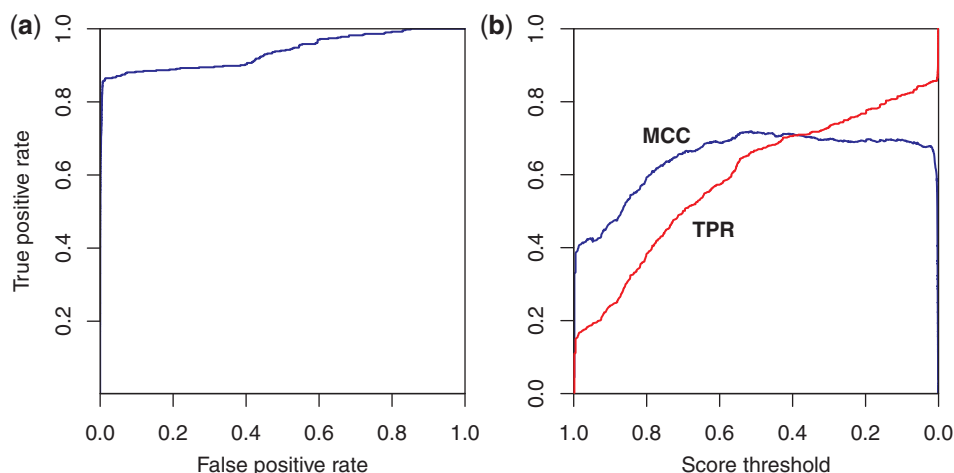 (a)
True positive rate
1.0
0.8
0.6
0.4
0.2
0.0 0.2 0.4 0.6 0.8 1.0
False positive rate
(b)
1.0
0.8
0.6
0.4
0.2
0.0
MCC
TPR
1.0 0.8 0.6 0.4 0.2 0.0
Score threshold